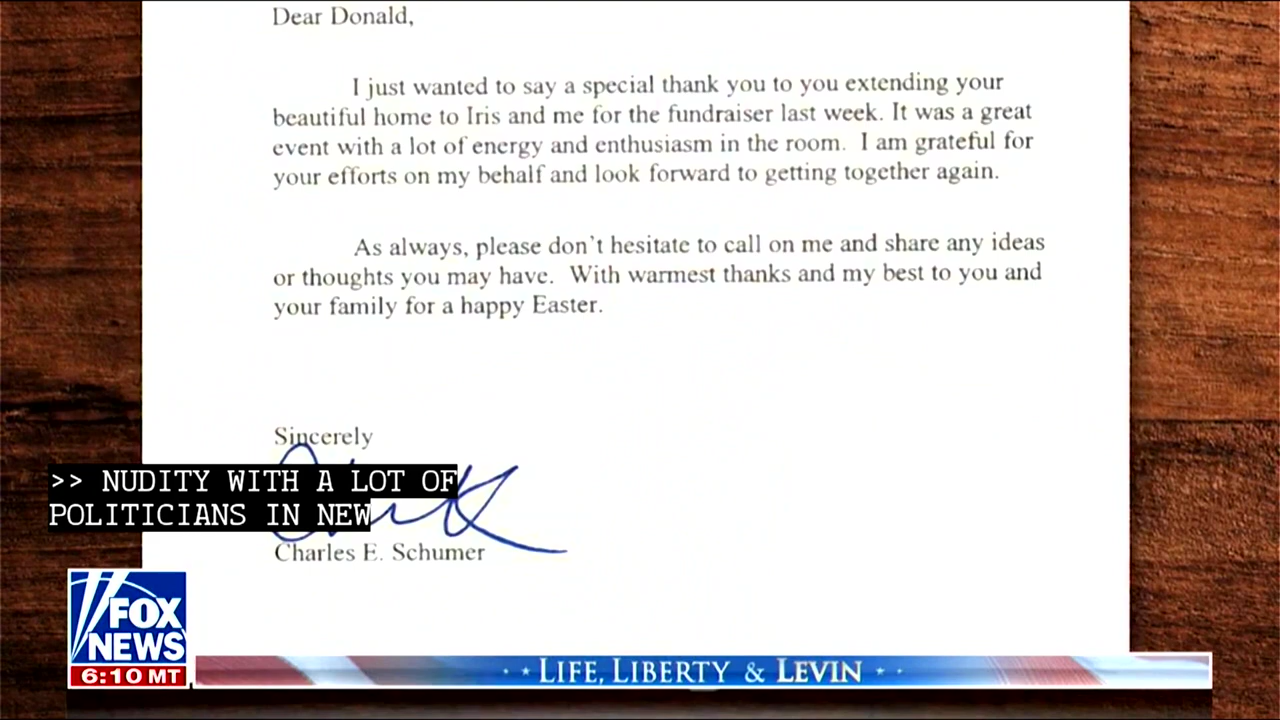 Dear Donald,
I just wanted to say a special thank you to you extending your
beautiful home to Iris and me for the fundraiser last week. It was a great
event with a lot of energy and enthusiasm in the room. I am grateful for
your efforts on my behalf and look forward to getting together again.
As always, please don't hesitate to call on me and share any ideas
or thoughts you may have. With warmest thanks and my best to you and
your family for a happy Easter.
Sincerely
>> NUDITY WITH A LOT OF
POLITICIANS IN NEW
Charles E. Schumer
FOX
NEWS
6:10 MT
LIFE, LIBERTY & LEVIN